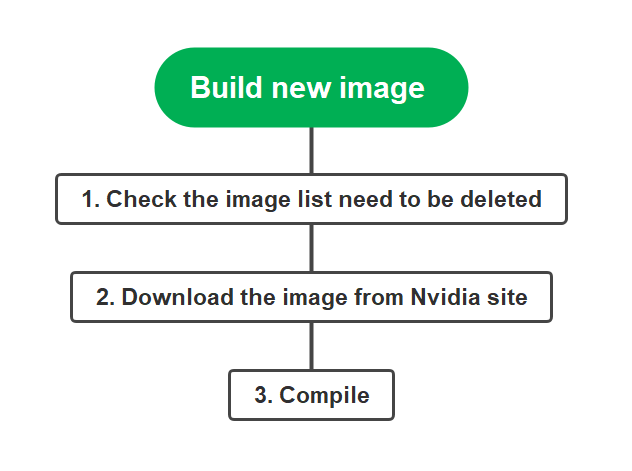 Build new image
1. Check the image list need to be deleted
2. Download the image from Nvidia site
3. Compile